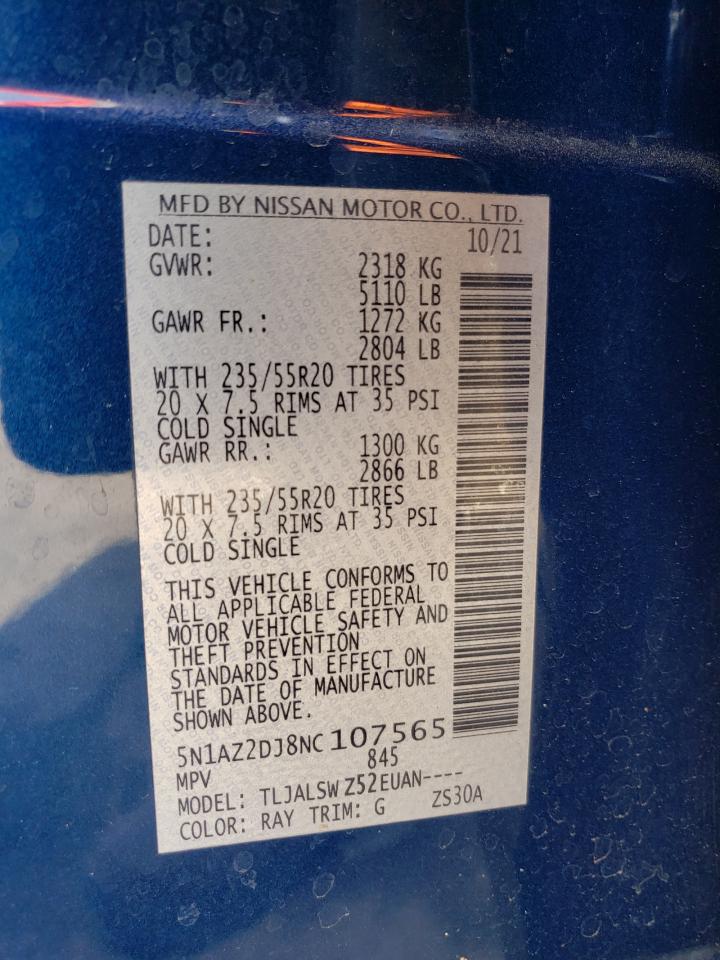 MFD BY NISSAN MOTOR CO., LTD.
DATE: 10/21
GVWR: 2318 KG
5110 LB
GAWR FR.: 1272 KG
2804 LB
WITH 235/55R20 TIRES
20 X 7.5 RIMS AT 35 PSI
COLD SINGLE
GAWR RR.: 1300 KG
2866 LB
WITH 235/55R20 TIRES
20 X 7.5 RIMS AT 35 PSI
COLD SINGLE
THIS VEHICLE CONFORMS TO
ALL APPLICABLE FEDERAL
MOTOR VEHICLE SAFETY AND
THEFT PREVENTION
STANDARDS IN EFFECT ON
THE DATE OF MANUFACTURE
SHOWN ABOVE.
5N1AZ2DJ8NC107565
MPV 845
MODEL: TLJALSWZ52EUAN----
COLOR: RAY TRIM: G ZS30A